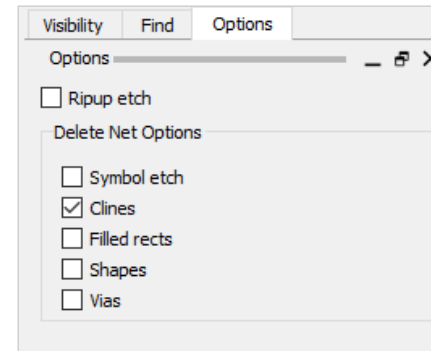 Visibility Find Options
Options
Ripup etch
Delete Net Options
Symbol etch
Clines
Filled rects
Shapes
Vias